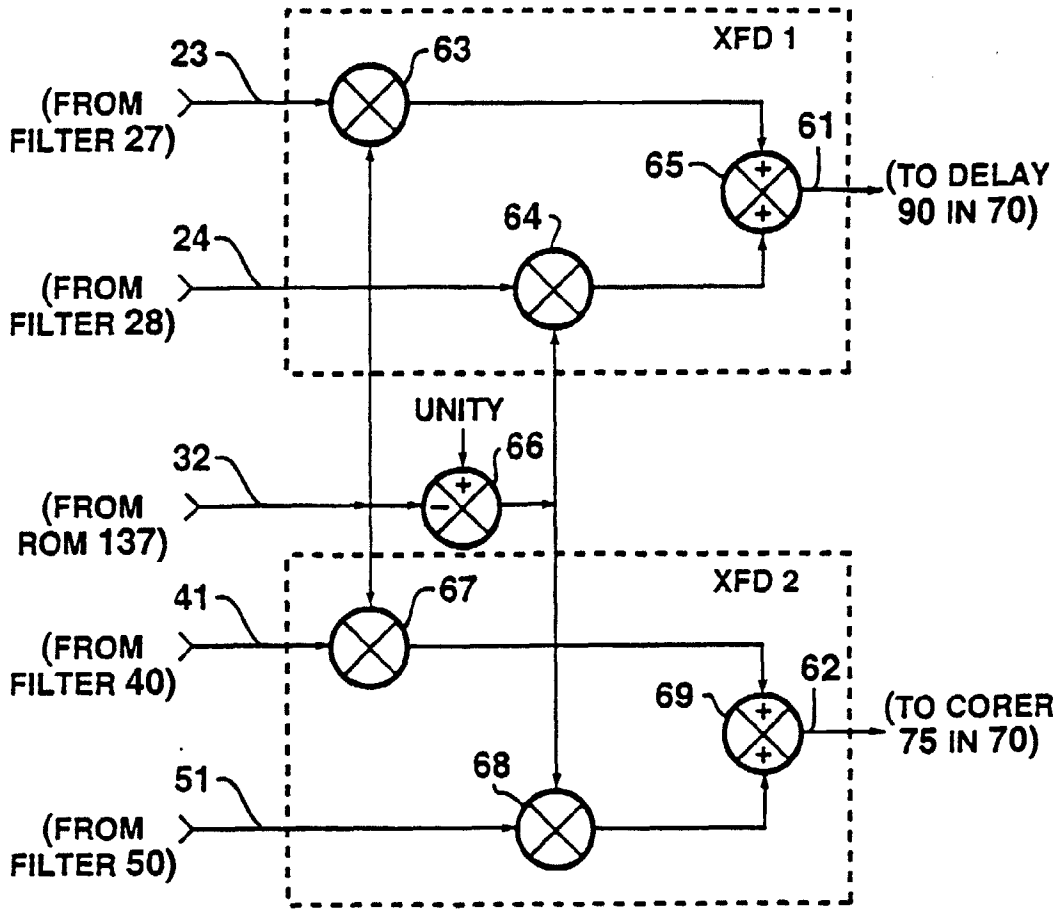 XFD 1
23
63
(FROM
FILTER 27)
61
65
+
+
(TO DELAY
90 IN 70)
24
64
(FROM
FILTER 28)
UNITY
32
66
+
−
(FROM
ROM 137)
XFD 2
41
67
(FROM
FILTER 40)
62
69
+
+
(TO CORER
75 IN 70)
51
68
(FROM
FILTER 50)